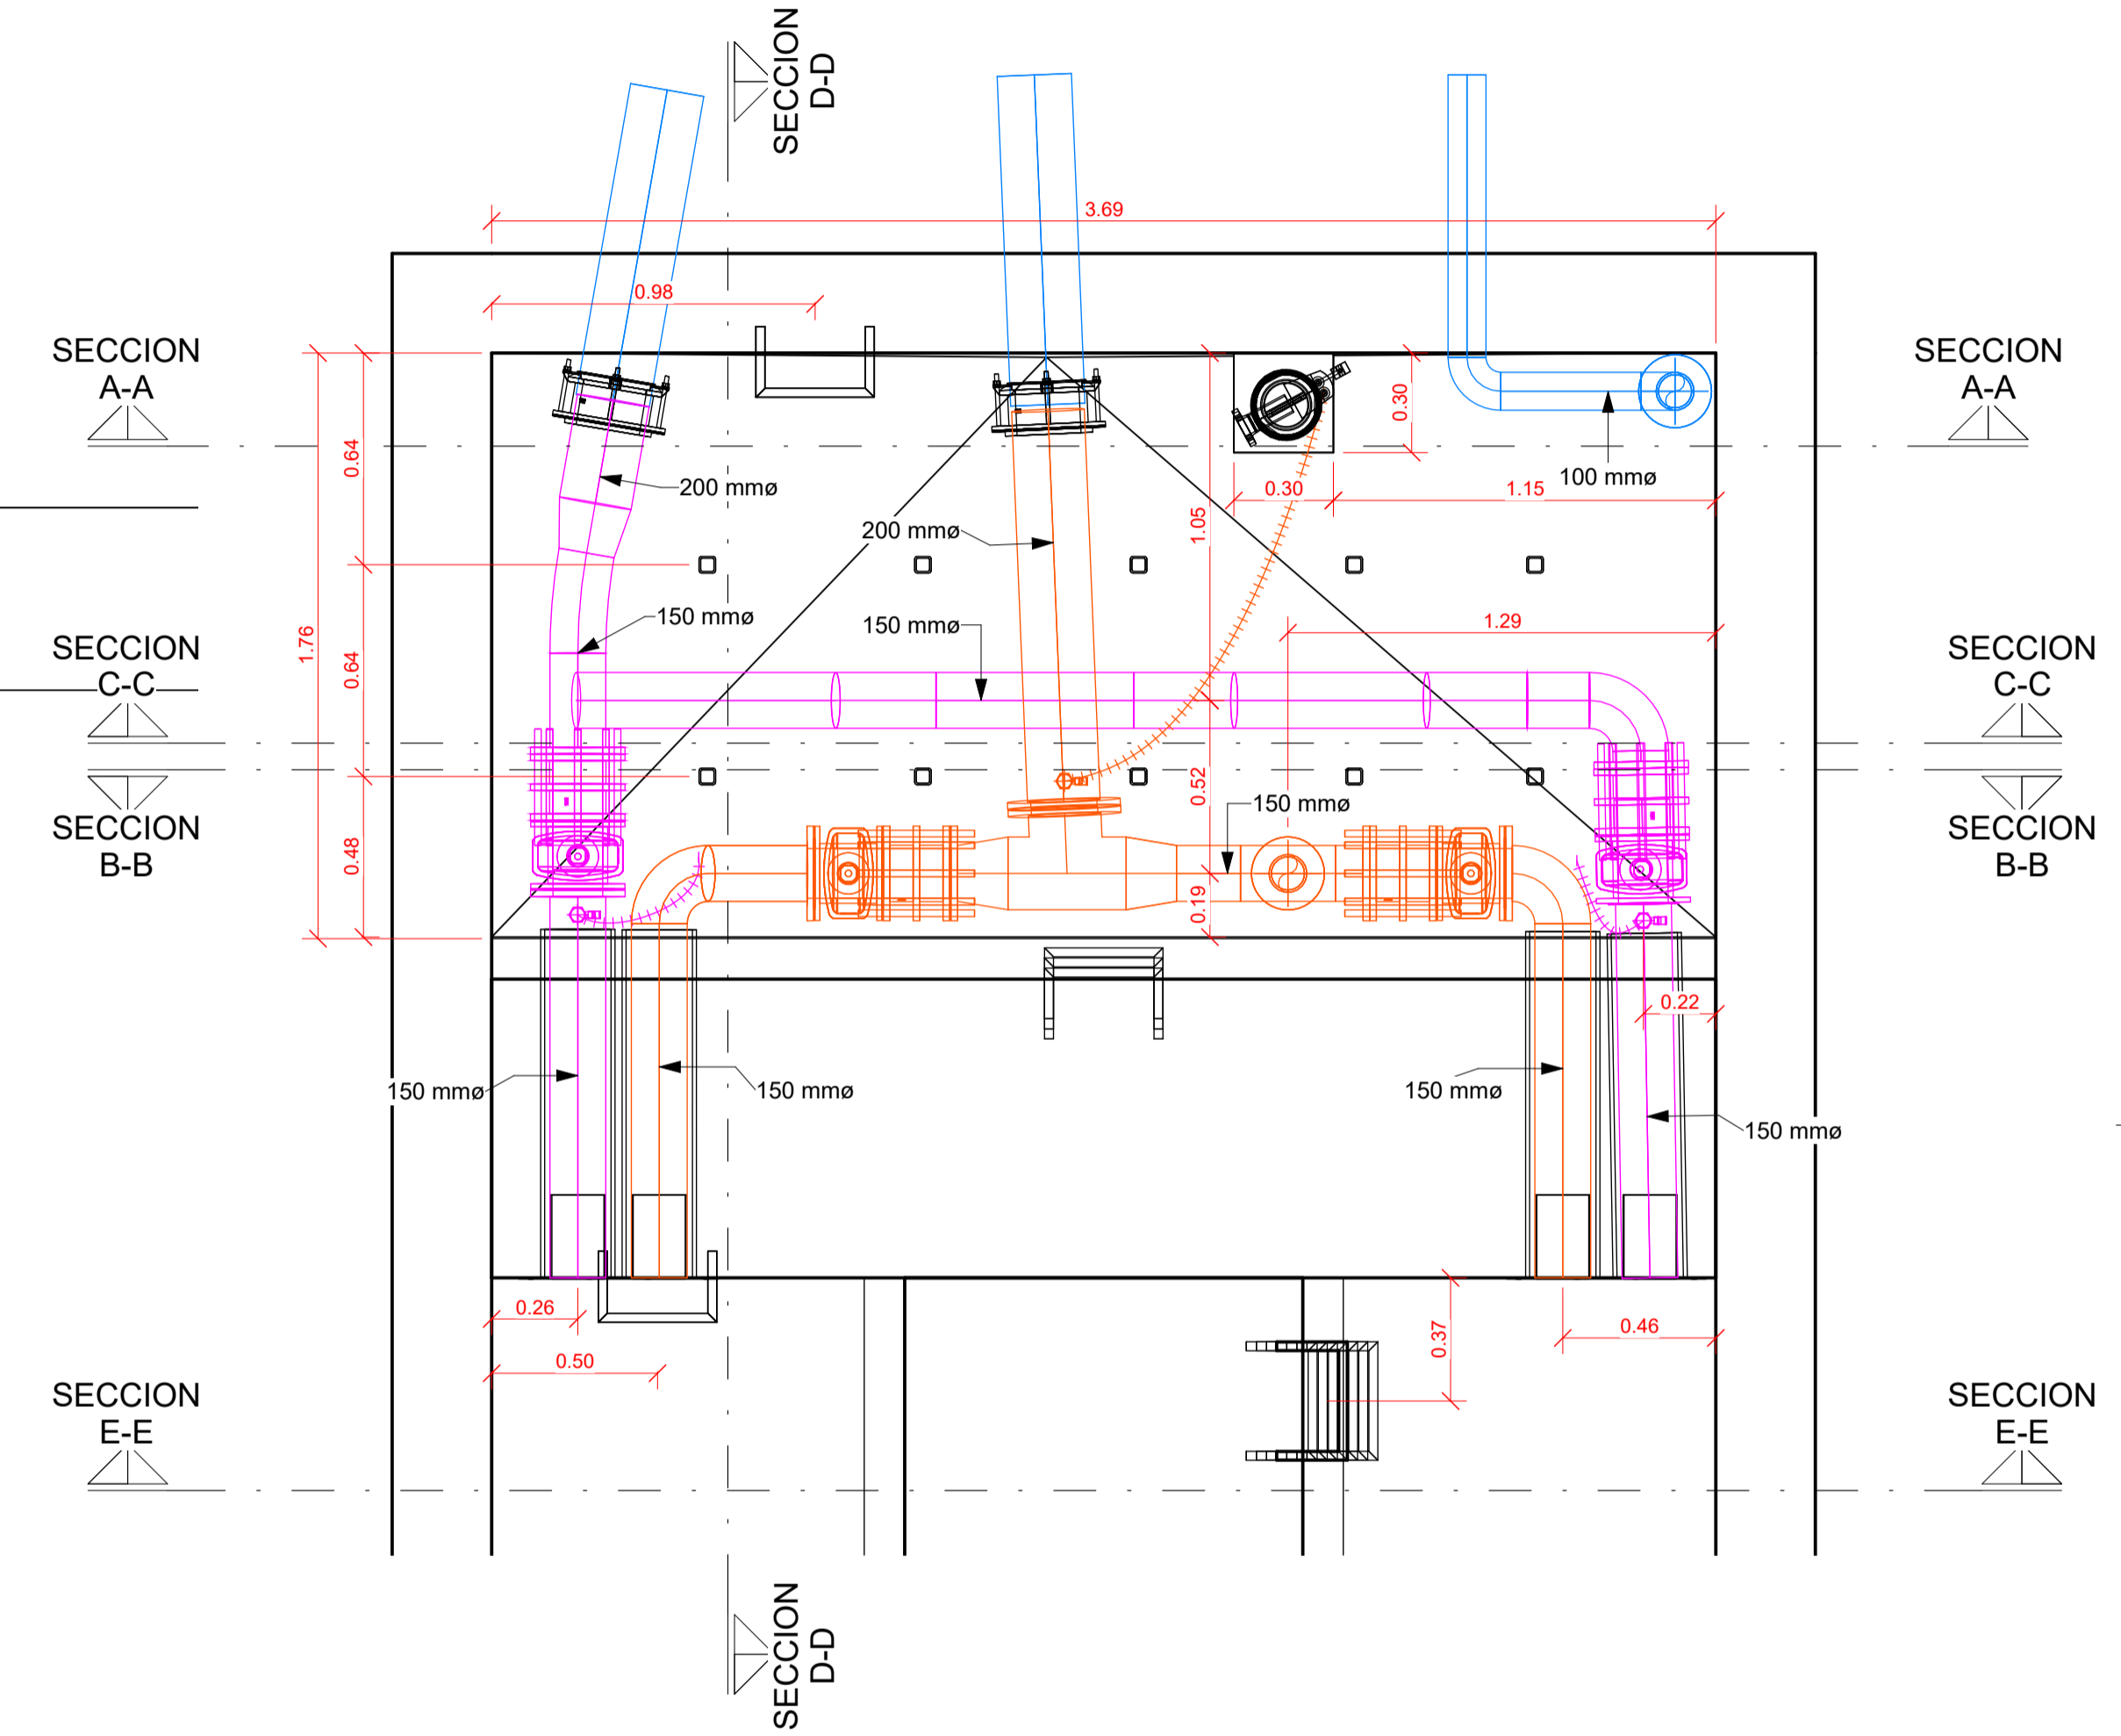 SECCION
D-D
3.69
0.98
SECCION
A-A
SECCION
A-A
0.30
0.64
100 mmø
200 mmø
0.30
1.15
1.05
200 mmø
150 mmø
150 mmø
1.29
1.76
SECCION
C-C
SECCION
C-C
0.64
0.52
150 mmø
SECCION
B-B
SECCION
B-B
0.48
0.19
0.22
150 mmø
150 mmø
150 mmø
150 mmø
0.26
0.46
0.37
0.50
SECCION
E-E
SECCION
E-E
SECCION
D-D